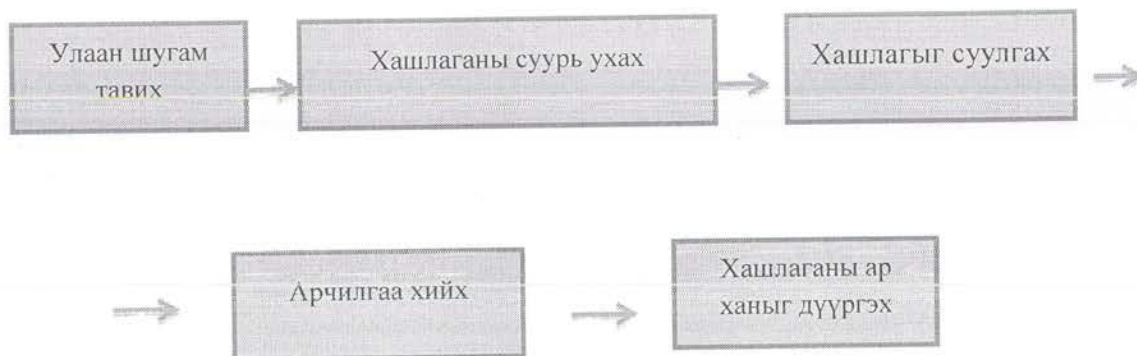 Улаан шугам
тавих
Хашлаганы суурь ухах
Хашлагыг суулгах
Арчилгаа хийх
Хашлаганы ар
ханыг дүүргэх